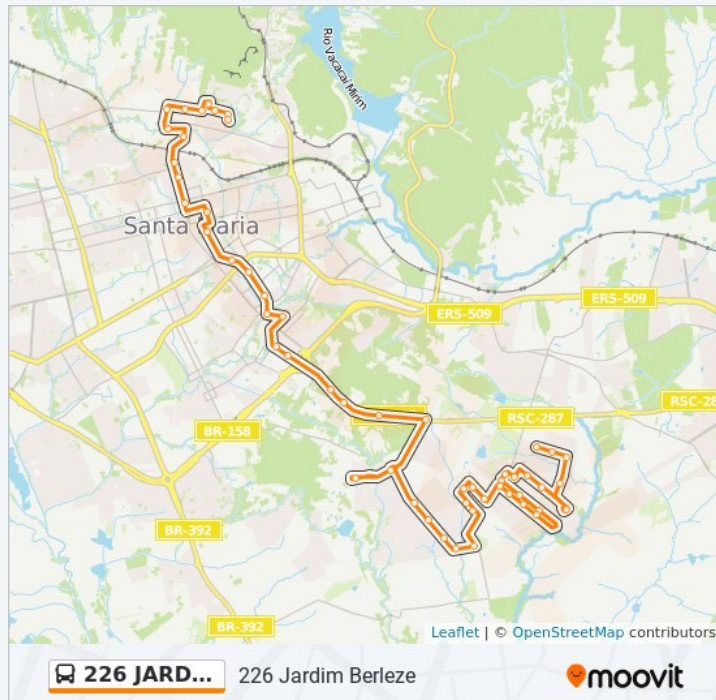 Rio Vacacaí Mirim
Santa Maria
ERS-509
ERS-509
RSC-28
RSC-287
BR-158
BR-392
BR-392
Leaflet | © OpenStreetMap contributors
226 JARD...
226 Jardim Berleze
moovit